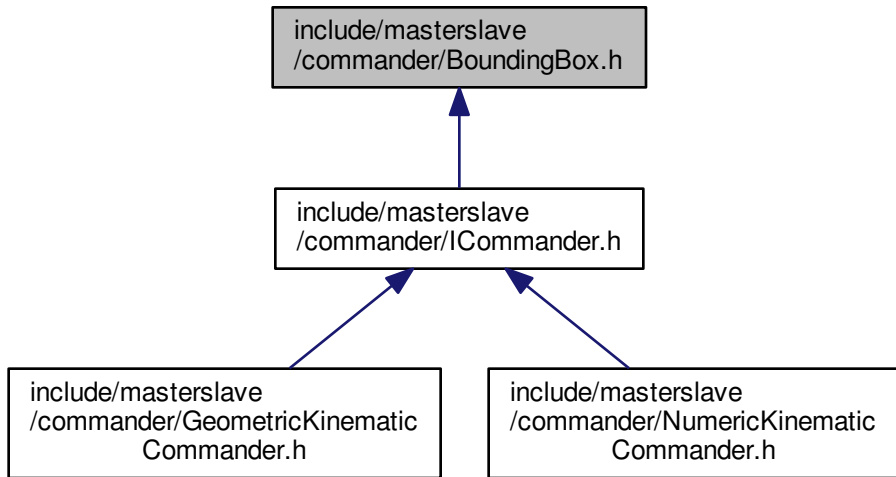 include/masterslave
/commander/BoundingBox.h
include/masterslave
/commander/ICommander.h
include/masterslave
/commander/GeometricKinematic
Commander.h
include/masterslave
/commander/NumericKinematic
Commander.h